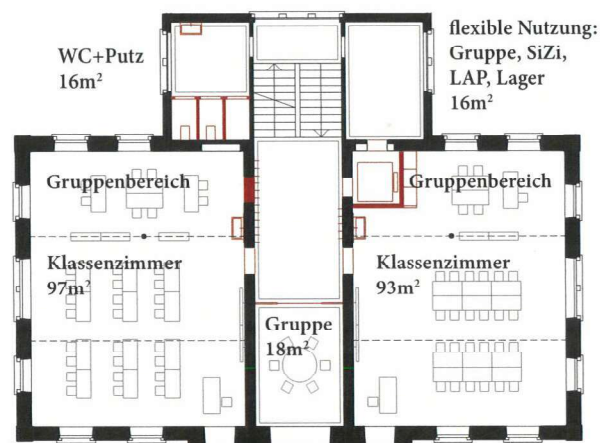 WC+Putz
16m²
flexible Nutzung:
Gruppe, SiZi,
LAP, Lager
16m²
Gruppenbereich
Gruppenbereich
Klassenzimmer
97m²
Klassenzimmer
93m²
Gruppe
18m²